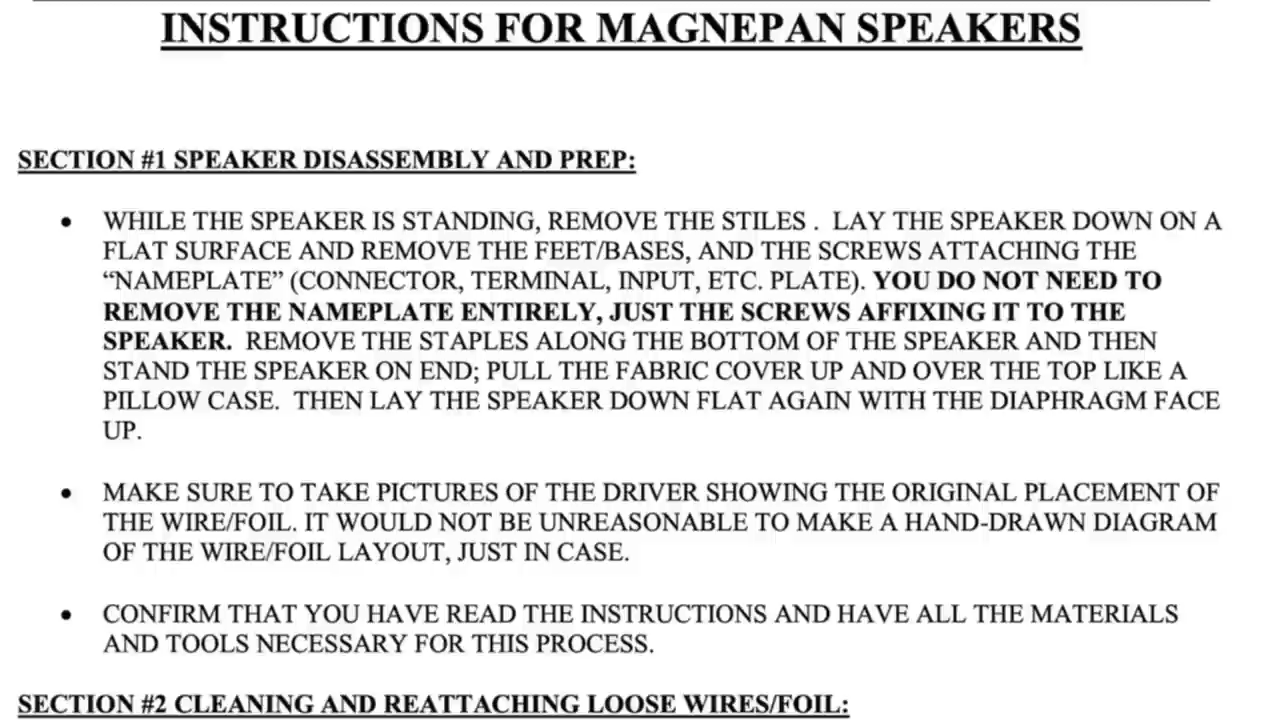 INSTRUCTIONS FOR MAGNEPAN SPEAKERS
SECTION #1 SPEAKER DISASSEMBLY AND PREP:
• WHILE THE SPEAKER IS STANDING, REMOVE THE STILES . LAY THE SPEAKER DOWN ON A
FLAT SURFACE AND REMOVE THE FEET/BASES, AND THE SCREWS ATTACHING THE
“NAMEPLATE” (CONNECTOR, TERMINAL, INPUT, ETC. PLATE). YOU DO NOT NEED TO
REMOVE THE NAMEPLATE ENTIRELY, JUST THE SCREWS AFFIXING IT TO THE
SPEAKER. REMOVE THE STAPLES ALONG THE BOTTOM OF THE SPEAKER AND THEN
STAND THE SPEAKER ON END; PULL THE FABRIC COVER UP AND OVER THE TOP LIKE A
PILLOW CASE. THEN LAY THE SPEAKER DOWN FLAT AGAIN WITH THE DIAPHRAGM FACE
UP.
• MAKE SURE TO TAKE PICTURES OF THE DRIVER SHOWING THE ORIGINAL PLACEMENT OF
THE WIRE/FOIL. IT WOULD NOT BE UNREASONABLE TO MAKE A HAND-DRAWN DIAGRAM
OF THE WIRE/FOIL LAYOUT, JUST IN CASE.
• CONFIRM THAT YOU HAVE READ THE INSTRUCTIONS AND HAVE ALL THE MATERIALS
AND TOOLS NECESSARY FOR THIS PROCESS.
SECTION #2 CLEANING AND REATTACHING LOOSE WIRES/FOIL: